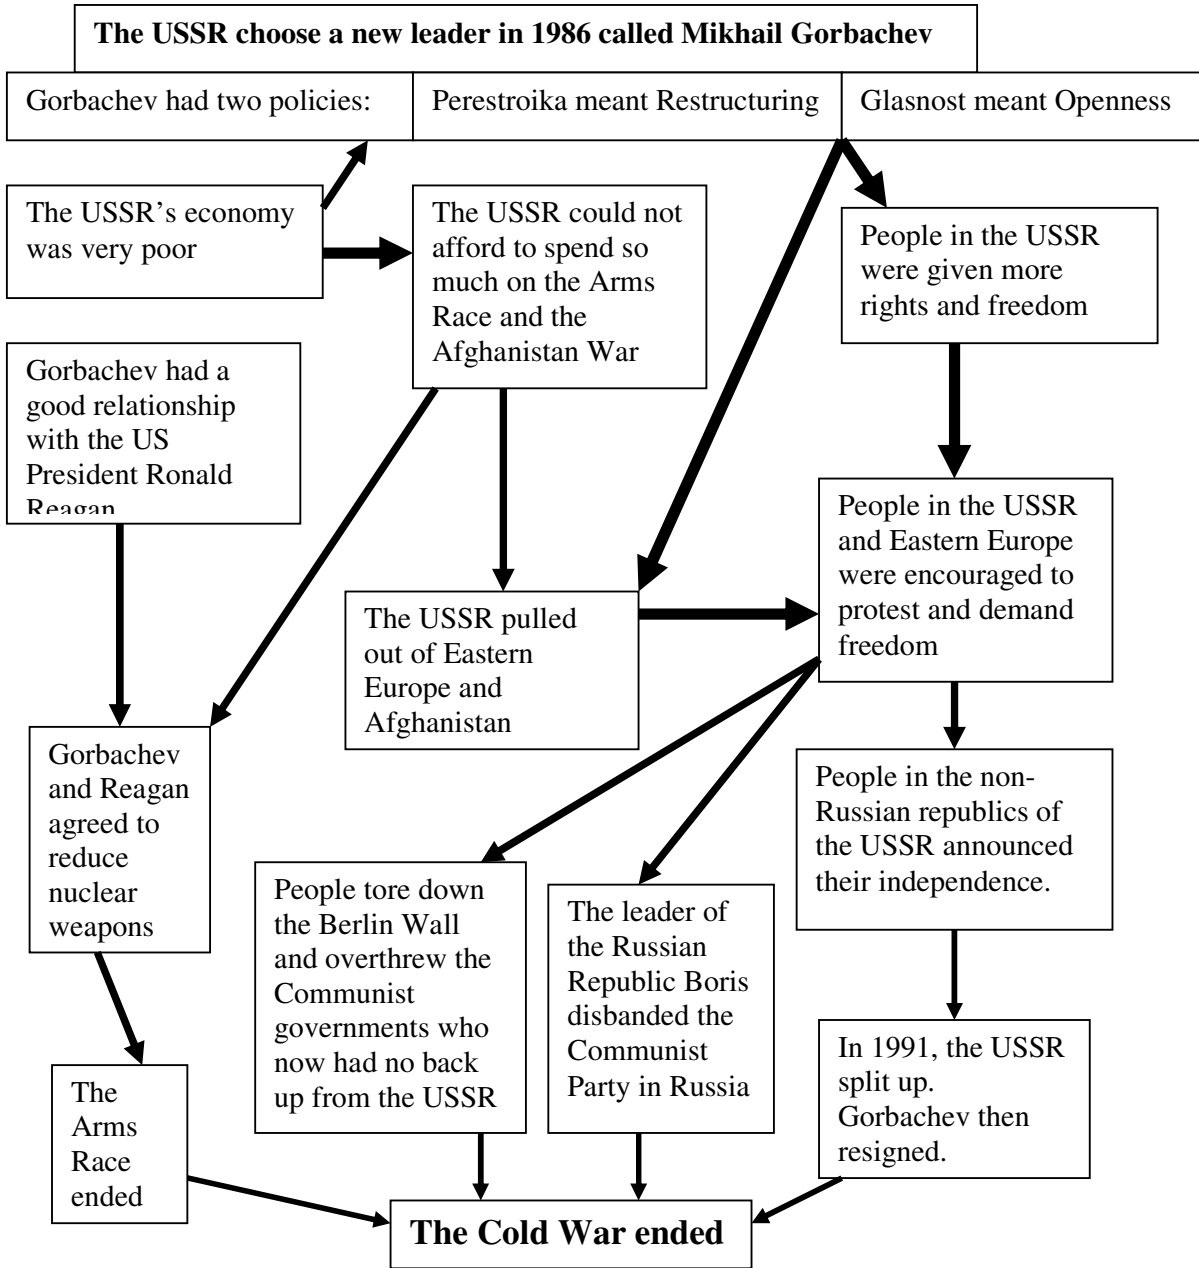 The USSR choose a new leader in 1986 called Mikhail Gorbachev
Gorbachev had two policies:
Perestroika meant Restructuring
Glasnost meant Openness
The USSR's economy
was very poor
The USSR could not
afford to spend so
much on the Arms
Race and the
Afghanistan War
People in the USSR
were given more
rights and freedom
Gorbachev had a
good relationship
with the US
President Ronald
Reagan
People in the USSR
and Eastern Europe
were encouraged to
protest and demand
freedom
The USSR pulled
out of Eastern
Europe and
Afghanistan
Gorbachev
and Reagan
agreed to
reduce
nuclear
weapons
People in the non-
Russian republics of
the USSR announced
their independence.
People tore down
the Berlin Wall
and overthrew the
Communist
governments who
now had no back
up from the USSR
The leader of
the Russian
Republic Boris
disbanded the
Communist
Party in Russia
In 1991, the USSR
split up.
Gorbachev then
resigned.
The
Arms
Race
ended
The Cold War ended